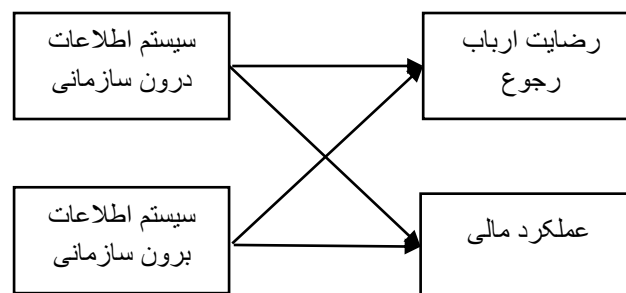 سیستم اطلاعات
درون سازمانی
رضایت ارباب
رجوع
سیستم اطلاعات
برون سازمانی
عملکرد مالی